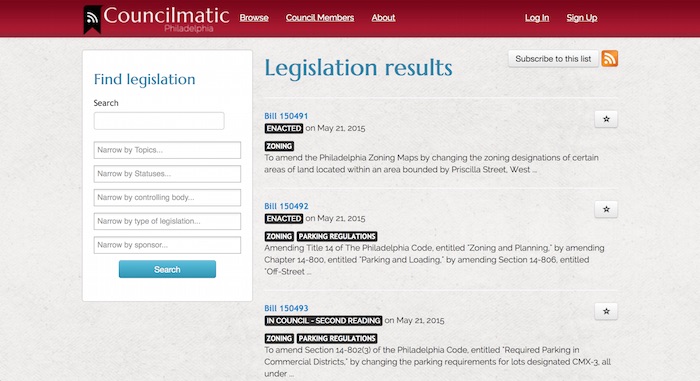 Councilmatic
Philadelphia
Browse
Council Members
About
Log In
Sign Up
Find legislation
Search
Narrow by Topics...
Narrow by Statuses...
Narrow by controlling body...
Narrow by type of legislation...
Narrow by sponsor...
Search
Legislation results
Subscribe to this list
Bill 150491
ENACTED on May 21, 2015
ZONING
To amend the Philadelphia Zoning Maps by changing the zoning designations of certain
areas of land located within an area bounded by Priscilla Street, West ...
Bill 150492
ENACTED on May 21, 2015
ZONING PARKING REGULATIONS
Amending Title 14 of The Philadelphia Code, entitled "Zoning and Planning," by amending
Chapter 14-800, entitled "Parking and Loading," by amending Section 14-806, entitled
"Off-Street ...
Bill 150493
IN COUNCIL - SECOND READING on May 21, 2015
ZONING PARKING REGULATIONS
To amend Section 14-802(3) of the Philadelphia Code, entitled "Required Parking in
Commercial Districts," by changing the parking requirements for lots designated CMX-3, all
under ...